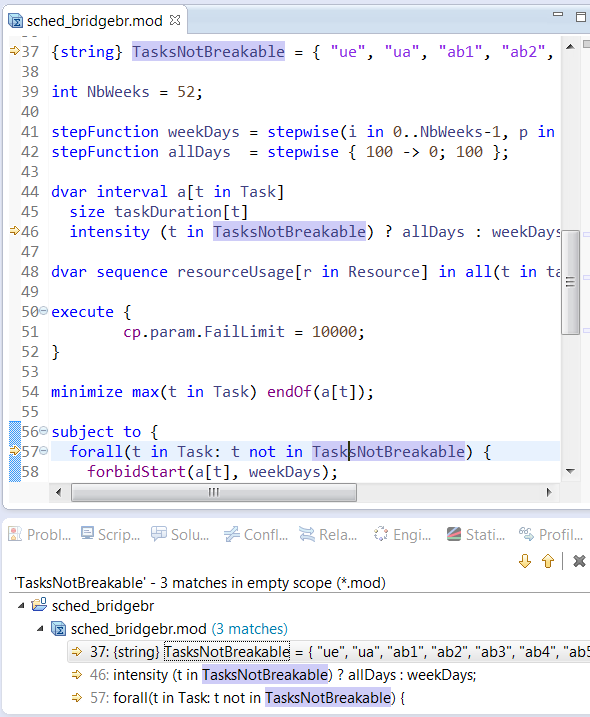 sched_bridgebr.mod
37 {string} TasksNotBreakable = { "ue", "ua", "ab1", "ab2",
38
39 int NbWeeks = 52;
40
41 stepFunction weekDays = stepwise(i in 0..NbWeeks-1, p in
42 stepFunction allDays  = stepwise { 100 -> 0; 100 };
43
44 dvar interval a[t in Task]
45   size taskDuration[t]
46   intensity (t in TasksNotBreakable) ? allDays : weekDays
47
48 dvar sequence resourceUsage[r in Resource] in all(t in ta
49
50 execute {
51         cp.param.FailLimit = 10000;
52 }
53
54 minimize max(t in Task) endOf(a[t]);
55
56 subject to {
57   forall(t in Task: t not in TasksNotBreakable) {
58     forbidStart(a[t], weekDays);
Probl... Scrip... Solu... Confl... Rela... Engi... Stati... Profil...
'TasksNotBreakable' - 3 matches in empty scope (*.mod)
sched_bridgebr
sched_bridgebr.mod (3 matches)
37: {string} TasksNotBreakable = { "ue", "ua", "ab1", "ab2", "ab3", "ab4", "ab5
46: intensity (t in TasksNotBreakable) ? allDays : weekDays;
57: forall(t in Task: t not in TasksNotBreakable) {